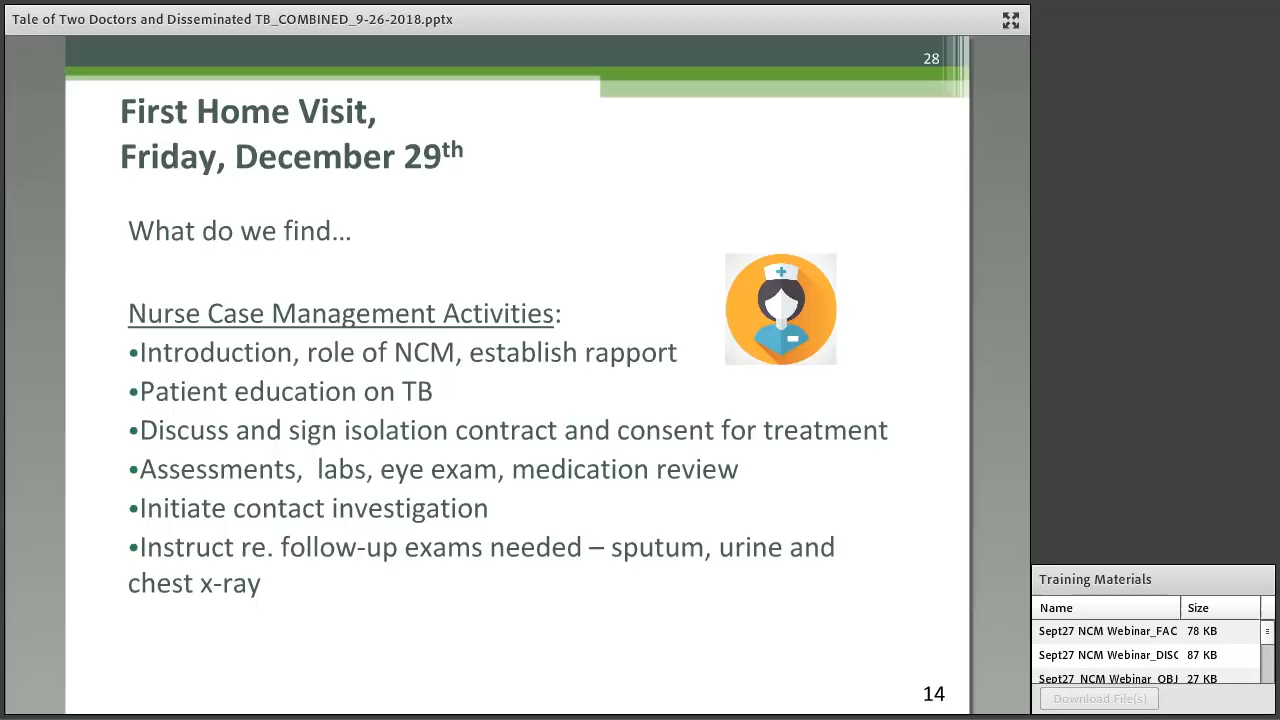 Tale of Two Doctors and Disseminated TB_COMBINED_9-26-2018.pptx
28
First Home Visit,
Friday, December 29th
What do we find…
Nurse Case Management Activities:
•Introduction, role of NCM, establish rapport
•Patient education on TB
•Discuss and sign isolation contract and consent for treatment
•Assessments,  labs, eye exam, medication review
•Initiate contact investigation
•Instruct re. follow-up exams needed – sputum, urine and
chest x-ray
14
Training Materials
Name Size
Sept27 NCM Webinar_FAC 78 KB
Sept27 NCM Webinar_DISC 87 KB
Sept27 NCM Webinar_OBJ 27 KB
Download File(s)